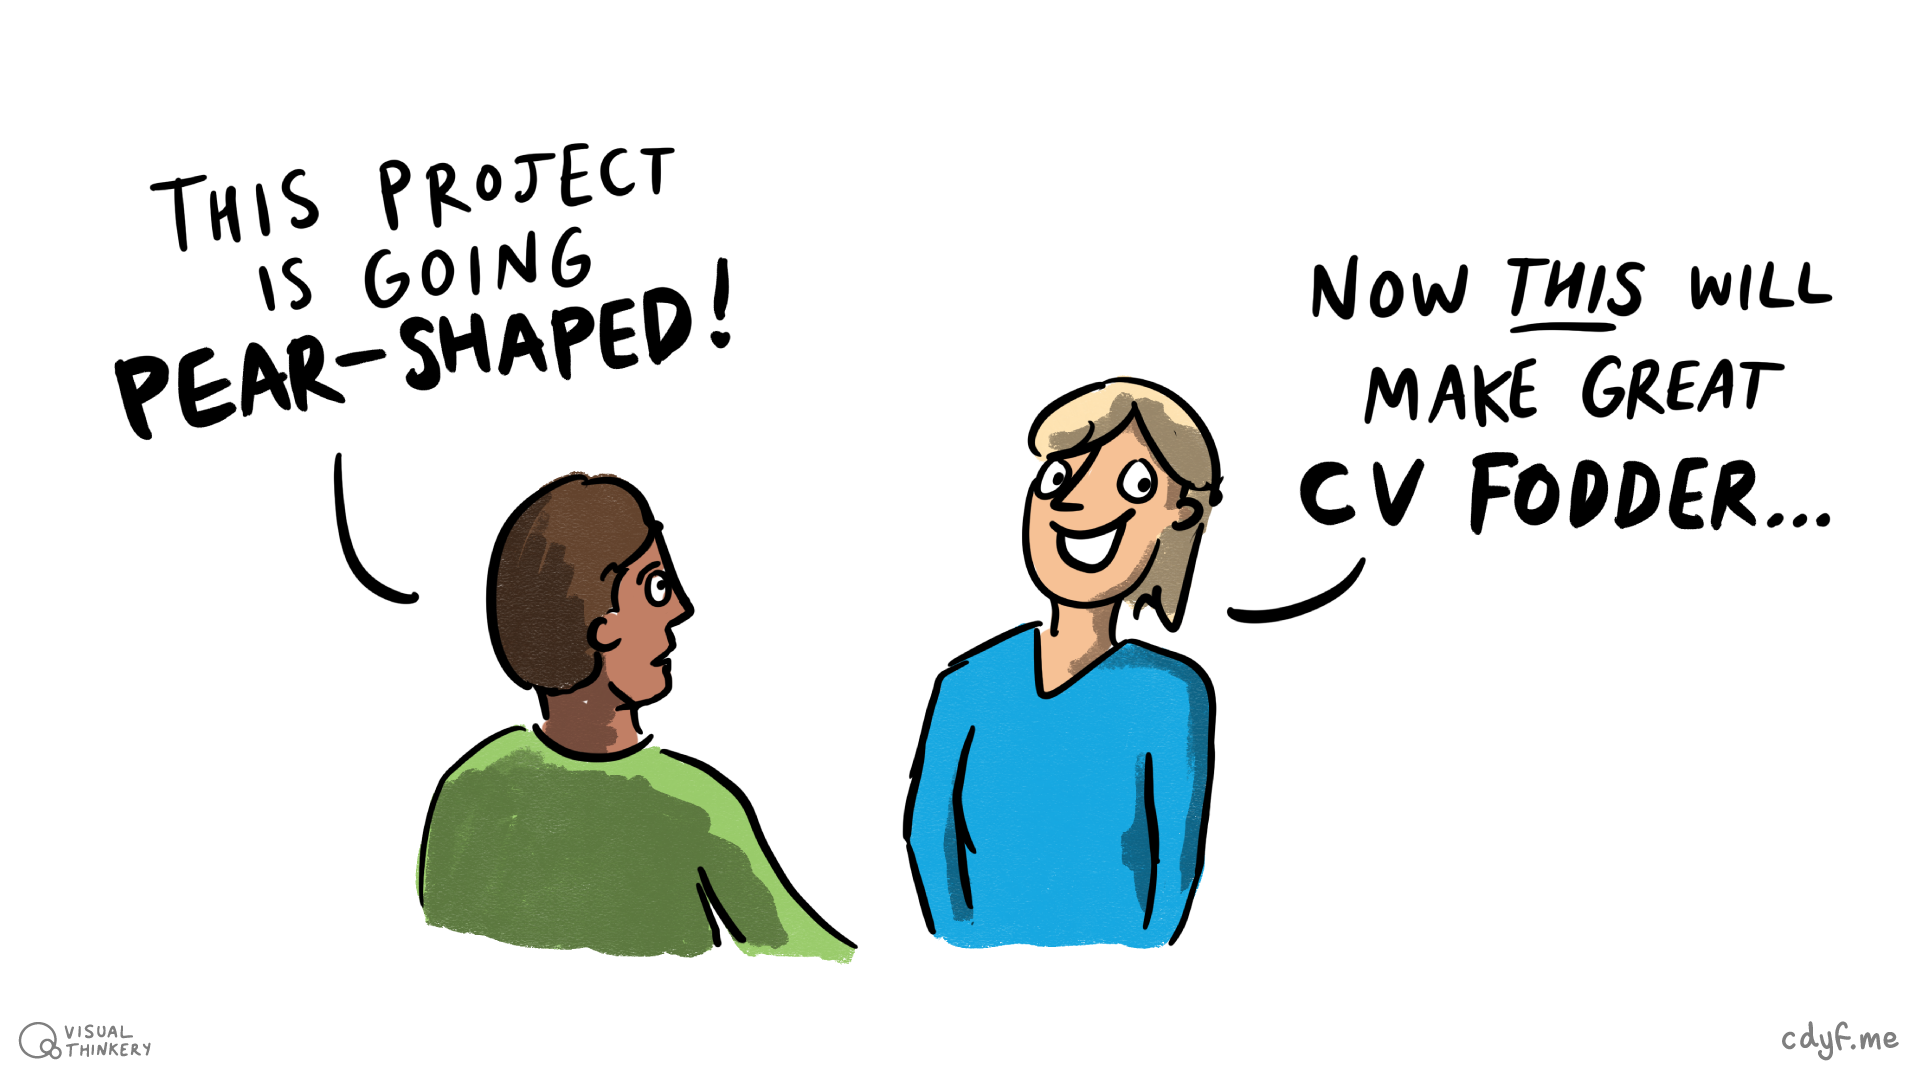 THIS PROJECT
IS GOING
PEAR-SHAPED!
NOW THIS WILL
MAKE GREAT
CV FODDER...
VISUAL
THINKERY
cdyf.me